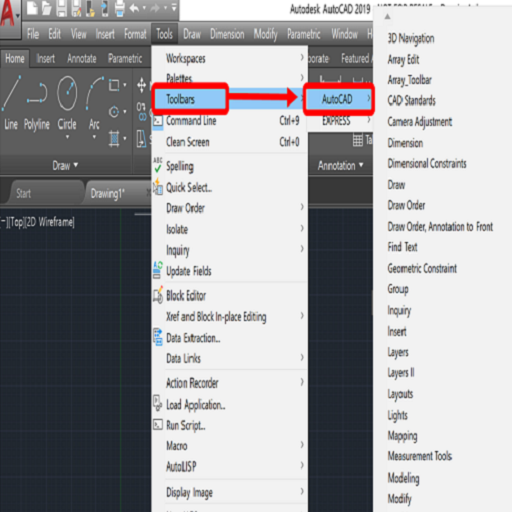 Autodesk AutoCAD 2019
File Edit View Insert Format Tools Draw Dimension Modify Parametric Window
Home Insert Annotate Parametric
Featured A
Line Polyline Circle Arc
Draw ▾
Annotation ▾
Start
Drawing1*
[−][Top][2D Wireframe]
Workspaces
Palettes
Toolbars
Command Line Ctrl+9
Clean Screen Ctrl+0
Spelling
Quick Select...
Draw Order
Isolate
Inquiry
Update Fields
Block Editor
Xref and Block In-place Editing
Data Extraction...
Data Links
Action Recorder
Load Application...
Run Script...
Macro
AutoLISP
Display Image
AutoCAD
EXPRESS
3D Navigation
Array Edit
Array_Toolbar
CAD Standards
Camera Adjustment
Dimension
Dimensional Constraints
Draw
Draw Order
Draw Order, Annotation to Front
Find Text
Geometric Constraint
Group
Inquiry
Insert
Layers
Layers II
Layouts
Lights
Mapping
Measurement Tools
Modeling
Modify